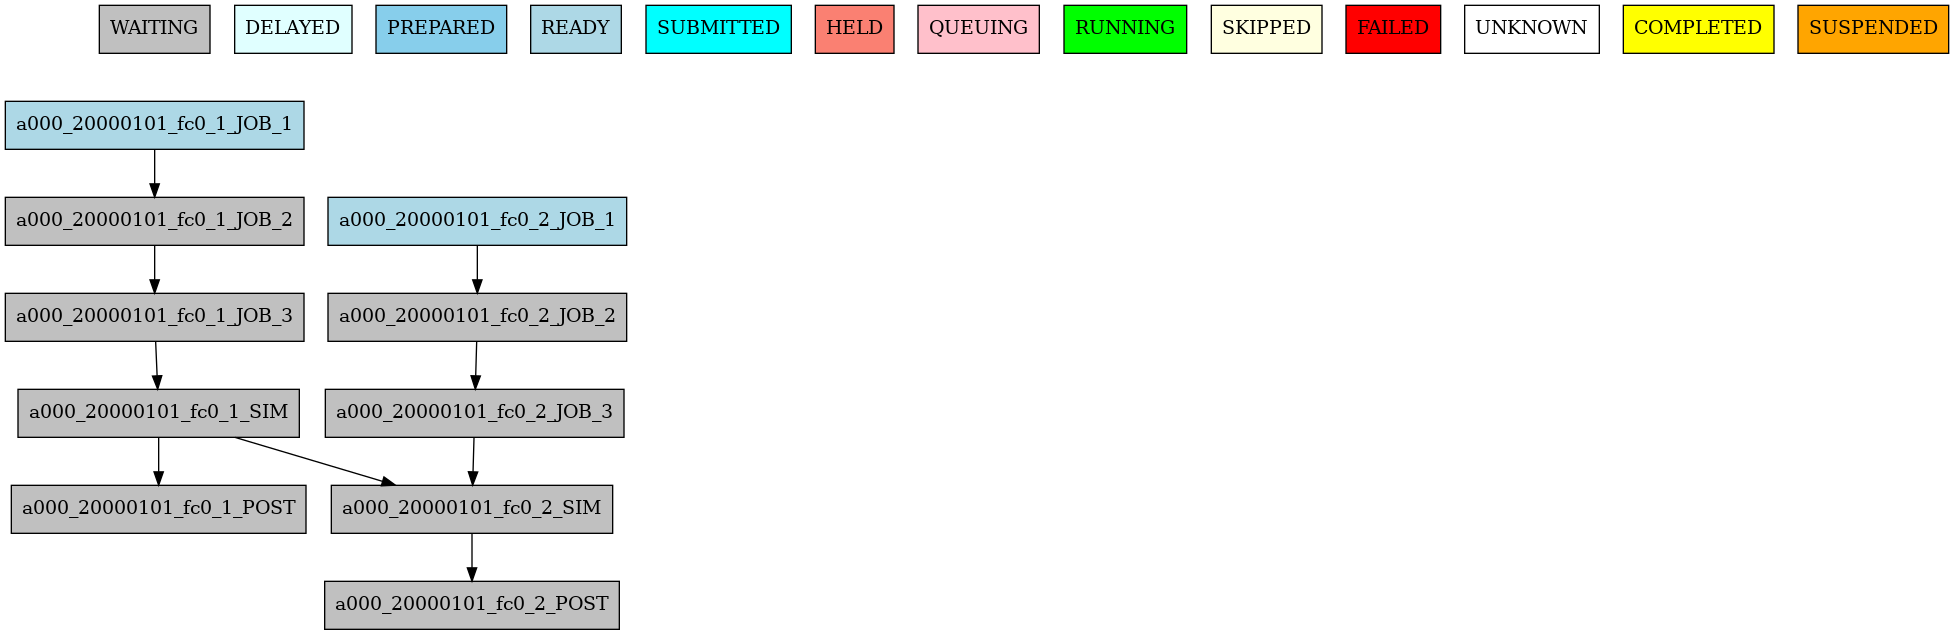 WAITING
DELAYED
PREPARED
READY
SUBMITTED
HELD
QUEUING
RUNNING
SKIPPED
FAILED
UNKNOWN
COMPLETED
SUSPENDED
a000_20000101_fc0_1_JOB_1
a000_20000101_fc0_1_JOB_2
a000_20000101_fc0_2_JOB_1
a000_20000101_fc0_1_JOB_3
a000_20000101_fc0_2_JOB_2
a000_20000101_fc0_1_SIM
a000_20000101_fc0_2_JOB_3
a000_20000101_fc0_1_POST
a000_20000101_fc0_2_SIM
a000_20000101_fc0_2_POST